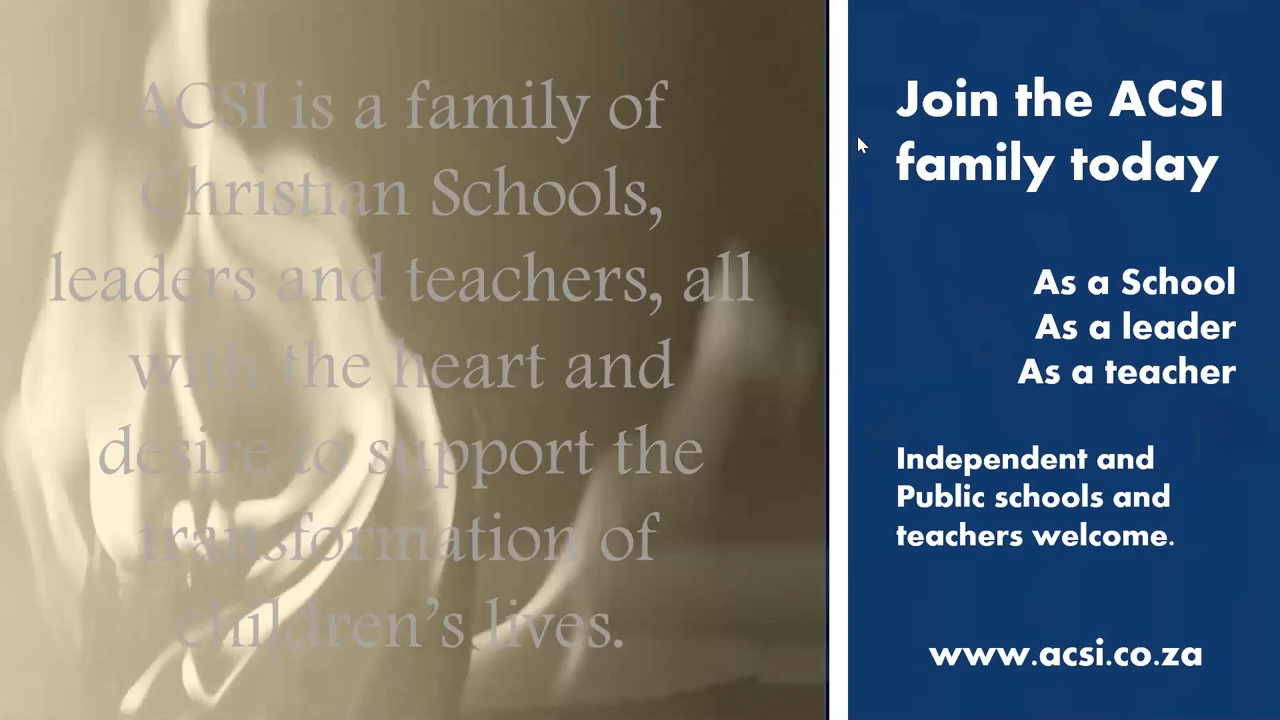 ACSI is a family of
Christian Schools,
leaders and teachers, all
with the heart and
desire to support the
transformation of
children’s lives.
Join the ACSI
family today
As a School
As a leader
As a teacher
Independent and
Public schools and
teachers welcome.
www.acsi.co.za